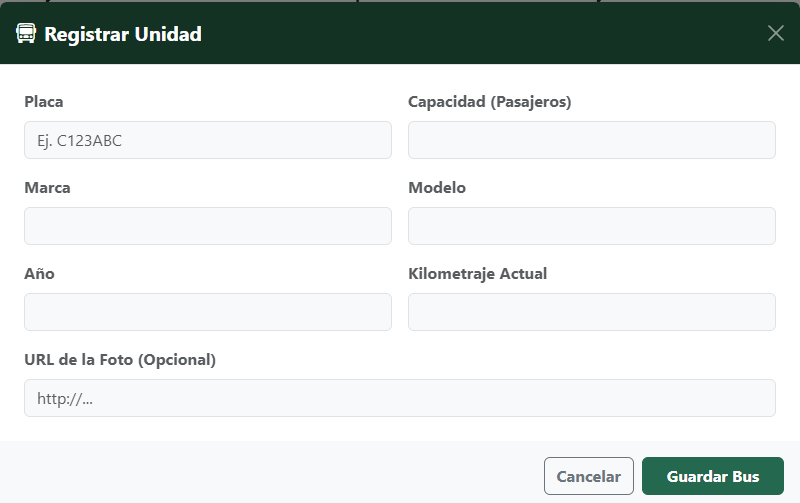 Registrar Unidad
Placa
Capacidad (Pasajeros)
Ej. C123ABC
Marca
Modelo
Año
Kilometraje Actual
URL de la Foto (Opcional)
http://...
Cancelar
Guardar Bus